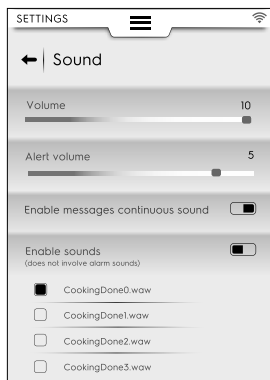 SETTINGS
Sound
Volume 10
Alert volume 5
Enable messages continuous sound
Enable sounds
(does not involve alarm sounds)
CookingDone0.waw
CookingDone1.waw
CookingDone2.waw
CookingDone3.waw